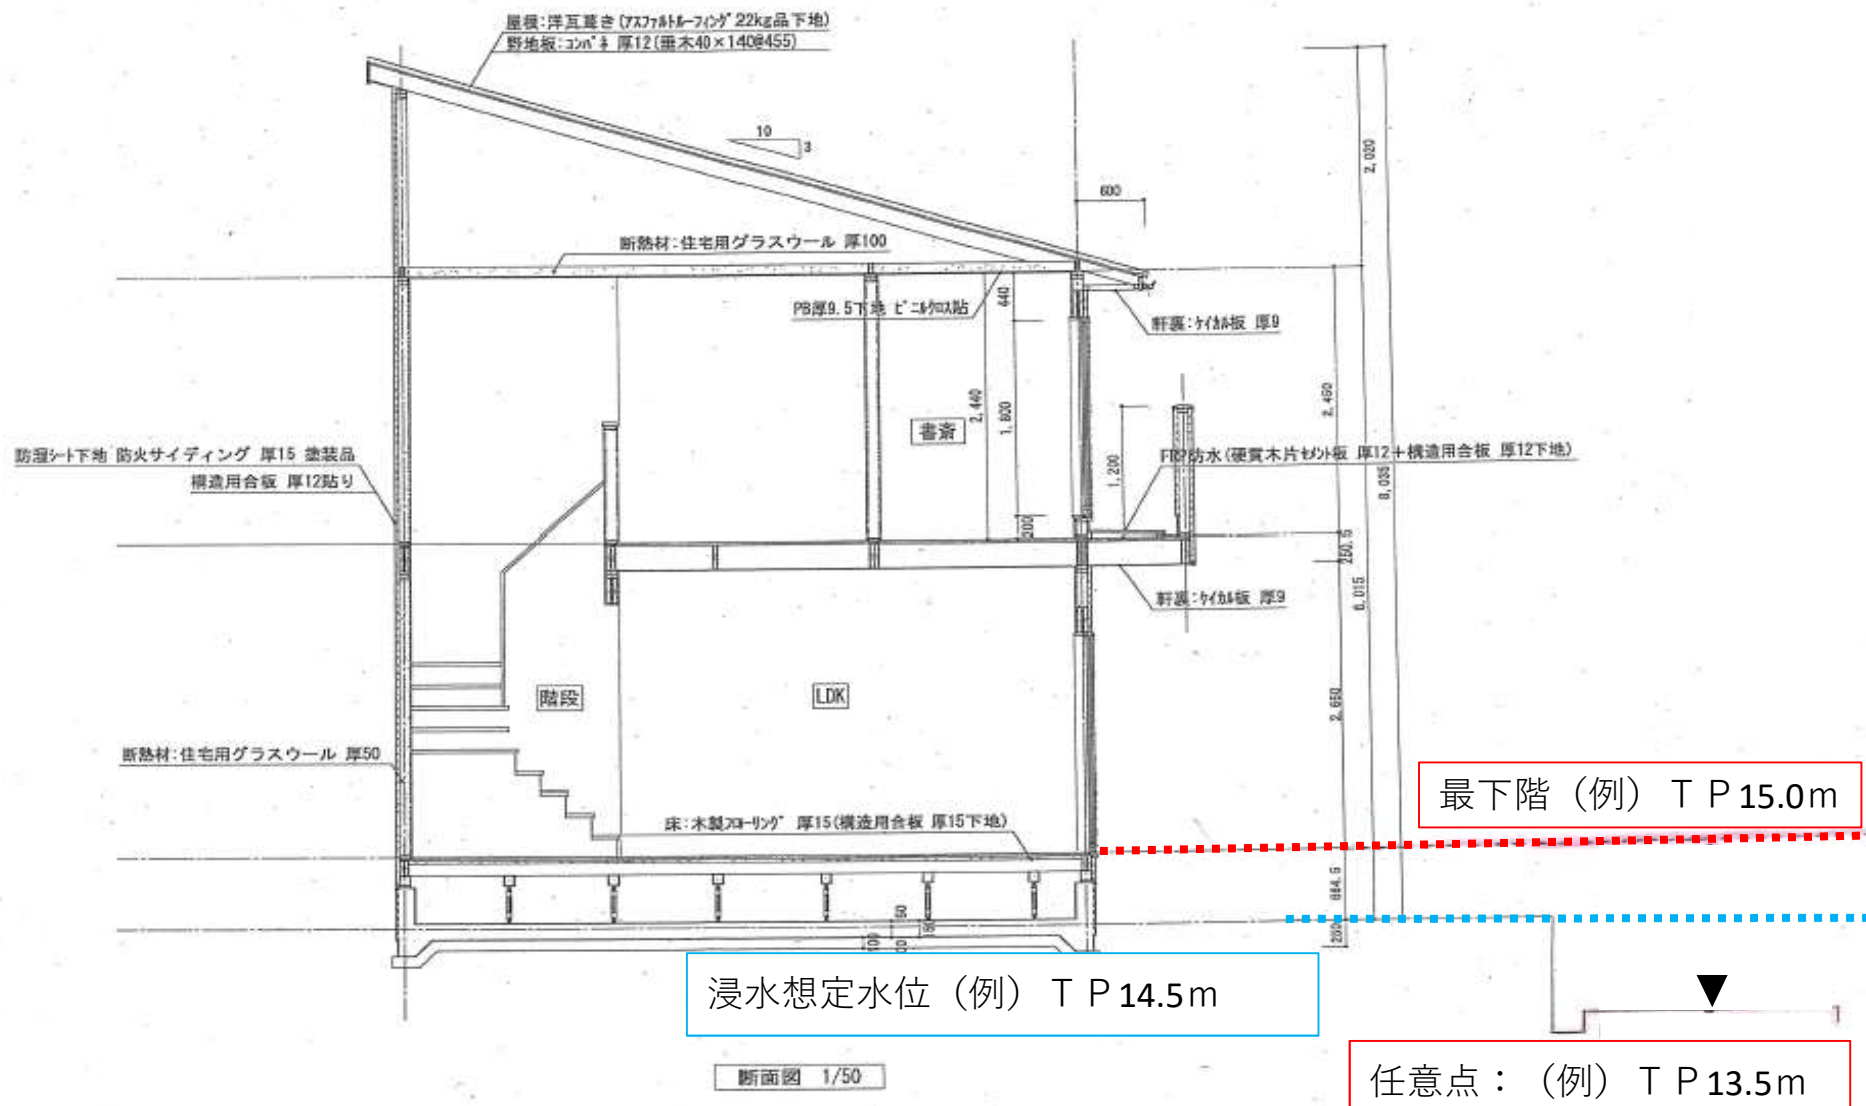 屋根:洋瓦葺き(アスファルトルーフィング22kg品下地)
野地板:コンパネ 厚12(垂木40×140@455)
10
3
600
2,020
断熱材:住宅用グラスウール 厚100
PB厚9.5下地 ビニルクロス貼
440
軒裏:ケイカル板 厚9
2,440
1,800
書斎
2,450
1,200
防湿シート下地 防火サイディング 厚15 塗装品
構造用合板 厚12貼り
FRP防水(硬質木片セメント板 厚12+構造用合板 厚12下地)
8,035
200
6,015
軒裏:ケイカル板 厚9
階段
LDK
2,650
断熱材:住宅用グラスウール 厚50
床:木製フローリング 厚15(構造用合板 厚15下地)
最下階(例) TP15.0m
664.5
250
浸水想定水位(例) TP14.5m
任意点:(例) TP13.5m
断面図 1/50